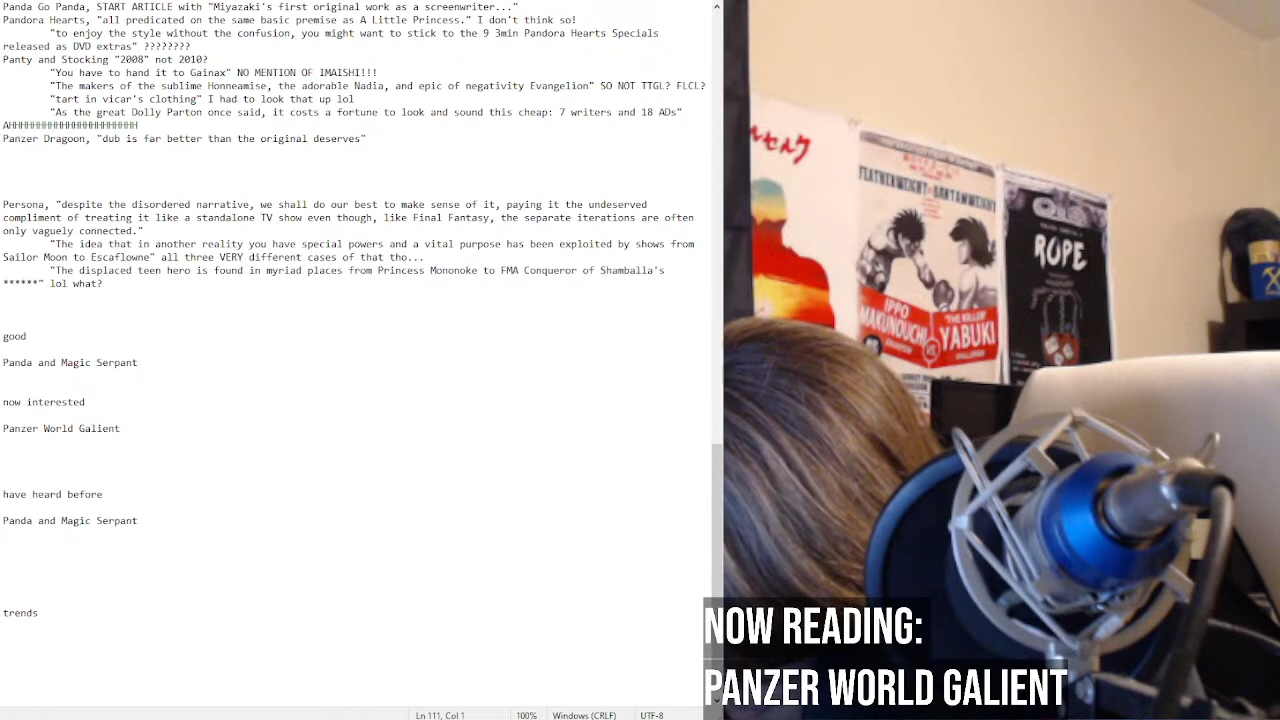 Panda Go Panda, START ARTICLE with "Miyazaki's first original work as a screenwriter..."
Pandora Hearts, "all predicated on the same basic premise as A Little Princess." I don't think so!
"to enjoy the style without the confusion, you might want to stick to the 9 3min Pandora Hearts Specials
released as DVD extras" ????????
Panty and Stocking "2008" not 2010?
"You have to hand it to Gainax" NO MENTION OF IMAISHI!!!
"The makers of the sublime Honneamise, the adorable Nadia, and epic of negativity Evangelion" SO NOT TTGL? FLCL?
"tart in vicar's clothing" I had to look that up lol
"As the great Dolly Parton once said, it costs a fortune to look and sound this cheap: 7 writers and 18 ADs"
AHHHHHHHHHHHHHHHHHHHHHH
Panzer Dragoon, "dub is far better than the original deserves"
Persona, "despite the disordered narrative, we shall do our best to make sense of it, paying it the undeserved
compliment of treating it like a standalone TV show even though, like Final Fantasy, the separate iterations are often
only vaguely connected."
"The idea that in another reality you have special powers and a vital purpose has been exploited by shows from
Sailor Moon to Escaflowne" all three VERY different cases of that tho...
"The displaced teen hero is found in myriad places from Princess Mononoke to FMA Conqueror of Shamballa's
******" lol what?
good
Panda and Magic Serpant
now interested
Panzer World Galient
have heard before
Panda and Magic Serpant
trends
Ln 111, Col 1
100%
Windows (CRLF)
UTF-8
ルセルク
FEATHERWEIGHT
BANTAMWEIGHT
IPPO
MAKUNOUCHI
VS
"THE KILLER"
YABUKI
ROPE
NOW READING:
PANZER WORLD GALIENT